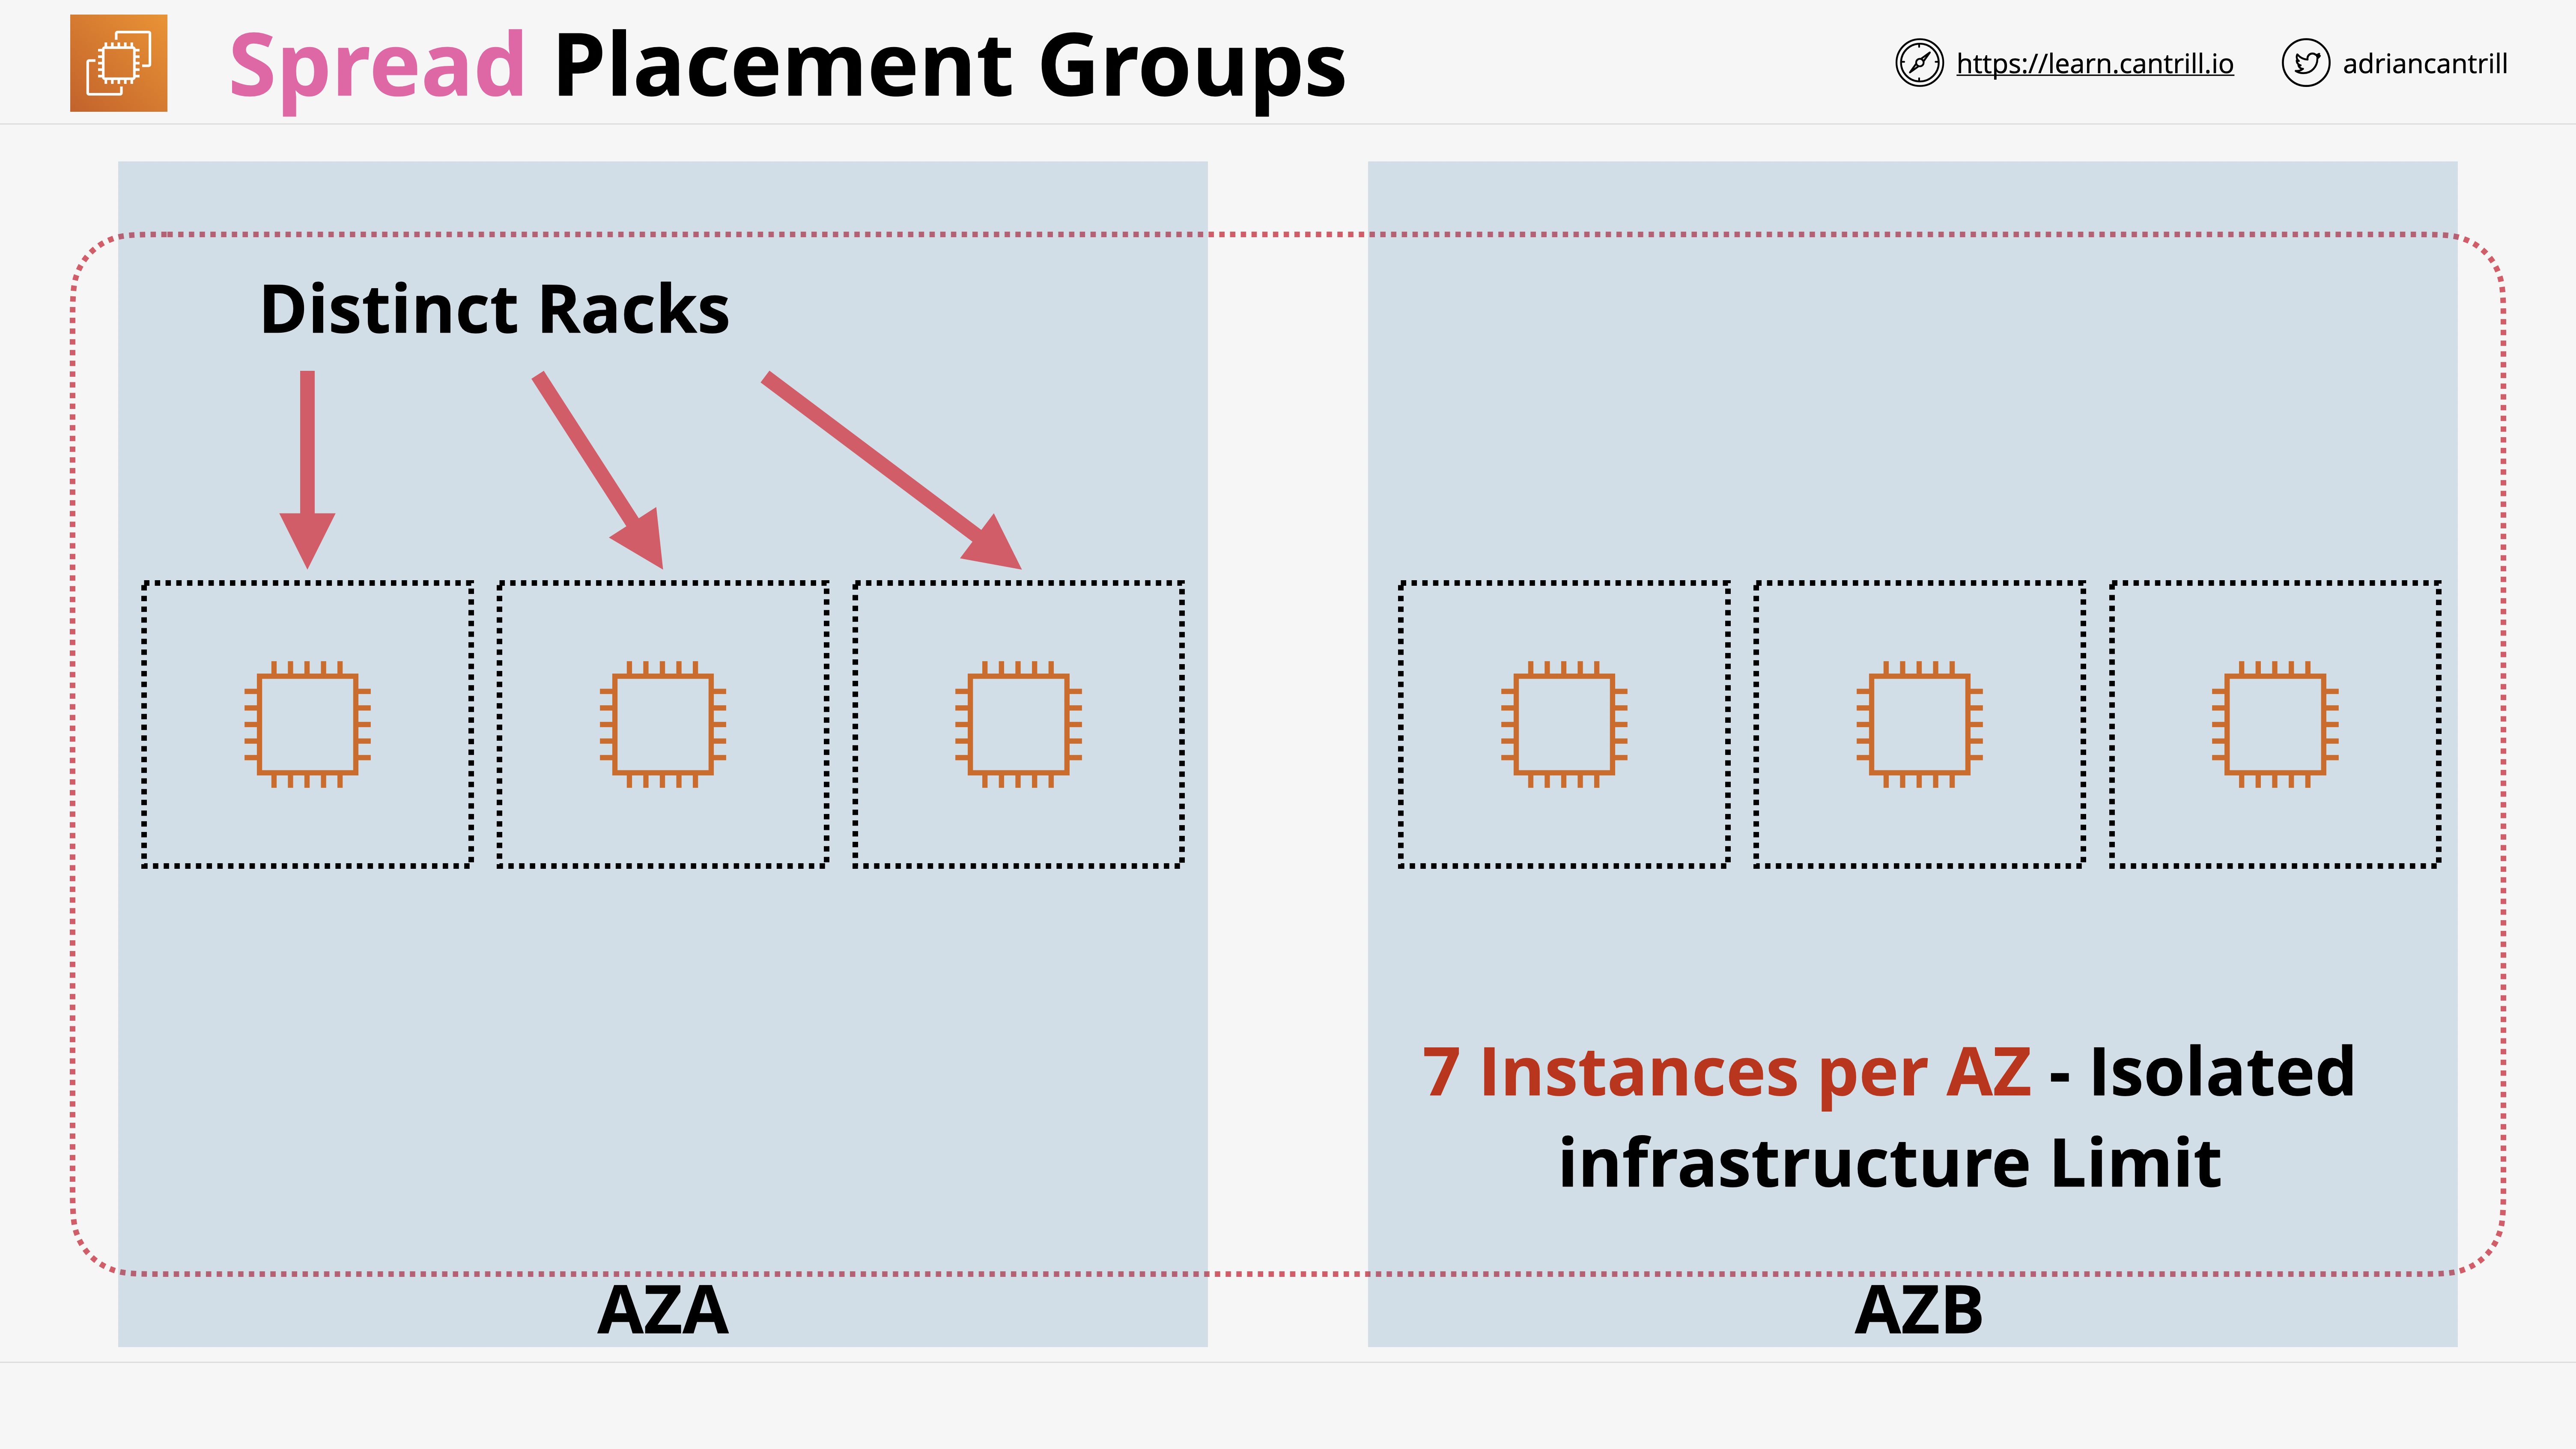 Spread Placement Groups
https://learn.cantrill.io
adriancantrill
Distinct Racks
7 Instances per AZ - Isolated
infrastructure Limit
AZA
AZB